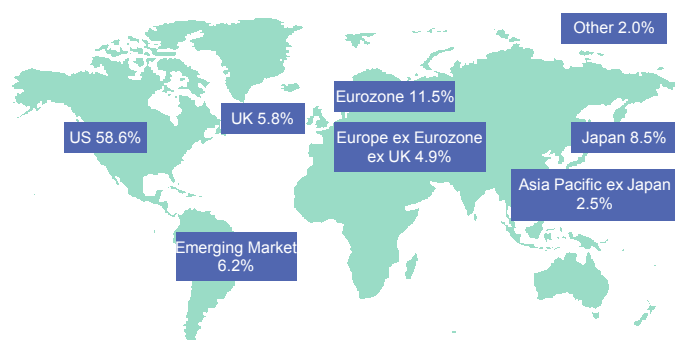 Other 2.0%
Eurozone 11.5%
UK 5.8%
US 58.6%
Europe ex Eurozone
ex UK 4.9%
Japan 8.5%
Asia Pacific ex Japan
2.5%
Emerging Market
6.2%